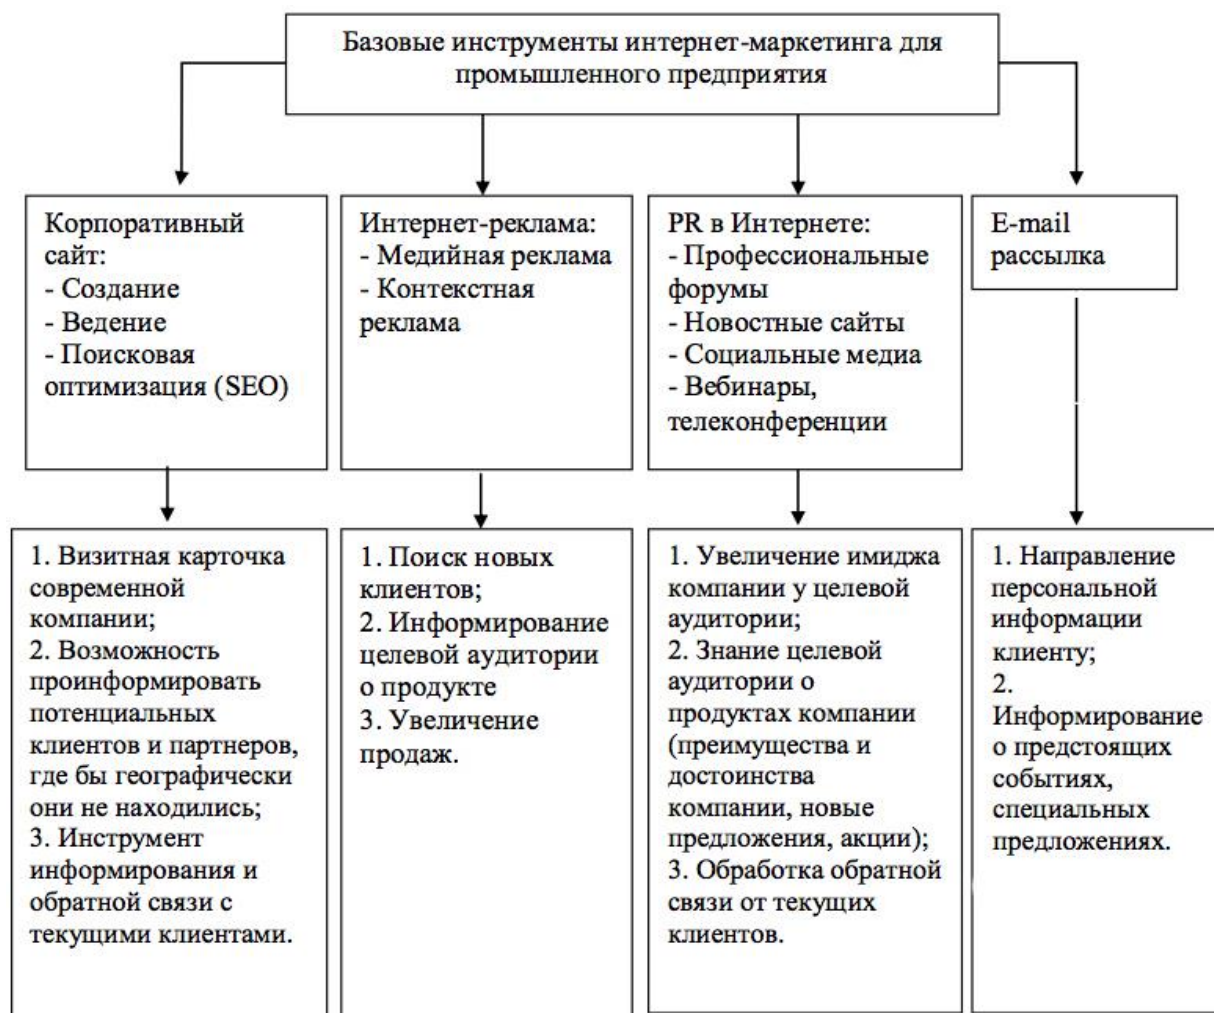 Базовые инструменты интернет-маркетинга для
промышленного предприятия
Корпоративный
сайт:
- Создание
- Ведение
- Поисковая
оптимизация (SEO)
Интернет-реклама:
- Медийная реклама
- Контекстная
реклама
PR в Интернете:
- Профессиональные
форумы
- Новостные сайты
- Социальные медиа
- Вебинары,
телеконференции
E-mail
рассылка
1. Визитная карточка
современной
компании;
2. Возможность
проинформировать
потенциальных
клиентов и партнеров,
где бы географически
они не находились;
3. Инструмент
информирования и
обратной связи с
текущими клиентами.
1. Поиск новых
клиентов;
2. Информирование
целевой аудитории
о продукте
3. Увеличение
продаж.
1. Увеличение имиджа
компании у целевой
аудитории;
2. Знание целевой
аудитории о
продуктах компании
(преимущества и
достоинства
компании, новые
предложения, акции);
3. Обработка обратной
связи от текущих
клиентов.
1. Направление
персональной
информации
клиенту;
2.
Информирование
о предстоящих
событиях,
специальных
предложениях.